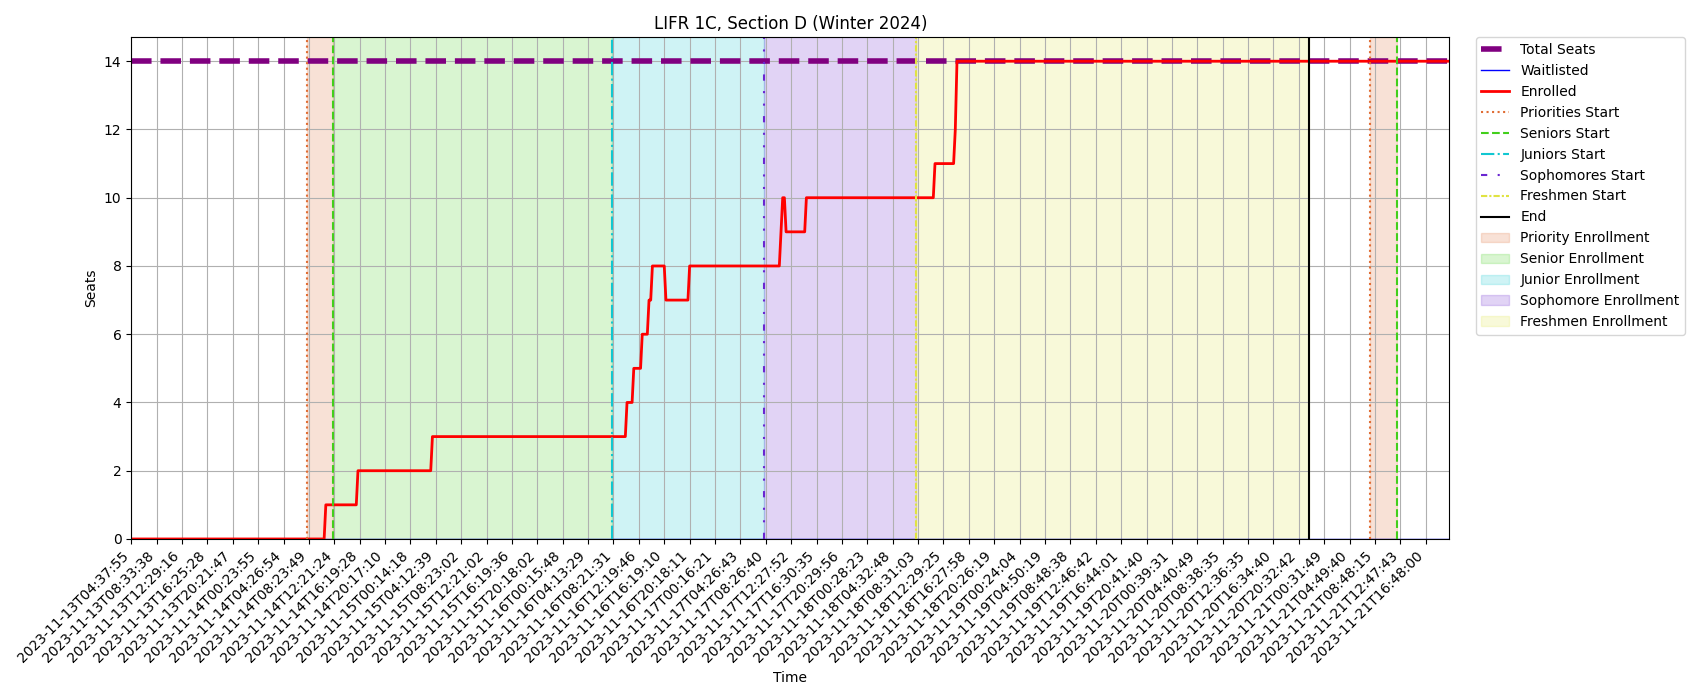 LIFR 1C, Section D (Winter 2024)
Seats
14
12
10
8
6
4
2
0
2023-11-13T04:37:55
2023-11-13T08:33:38
2023-11-13T12:29:16
2023-11-13T16:25:28
2023-11-13T20:21:47
2023-11-14T00:23:55
2023-11-14T04:26:54
2023-11-14T08:23:49
2023-11-14T12:21:24
2023-11-14T16:19:28
2023-11-14T20:17:10
2023-11-15T00:14:18
2023-11-15T04:12:39
2023-11-15T08:23:02
2023-11-15T12:21:02
2023-11-15T16:19:36
2023-11-15T20:18:02
2023-11-16T00:15:48
2023-11-16T04:13:29
2023-11-16T08:21:31
2023-11-16T12:19:46
2023-11-16T16:19:10
2023-11-16T20:18:11
2023-11-17T00:16:21
2023-11-17T04:26:43
2023-11-17T08:26:40
2023-11-17T12:27:52
2023-11-17T16:30:35
2023-11-17T20:29:56
2023-11-18T00:28:23
2023-11-18T04:32:48
2023-11-18T08:31:03
2023-11-18T12:29:25
2023-11-18T16:27:58
2023-11-18T20:26:19
2023-11-19T00:24:04
2023-11-19T04:50:19
2023-11-19T08:48:38
2023-11-19T12:46:42
2023-11-19T16:44:01
2023-11-19T20:41:40
2023-11-20T00:39:31
2023-11-20T04:40:49
2023-11-20T08:38:35
2023-11-20T12:36:35
2023-11-20T16:34:40
2023-11-20T20:32:42
2023-11-21T00:31:49
2023-11-21T04:49:40
2023-11-21T08:48:15
2023-11-21T12:47:43
2023-11-21T16:48:00
Time
Total Seats
Waitlisted
Enrolled
Priorities Start
Seniors Start
Juniors Start
Sophomores Start
Freshmen Start
End
Priority Enrollment
Senior Enrollment
Junior Enrollment
Sophomore Enrollment
Freshmen Enrollment